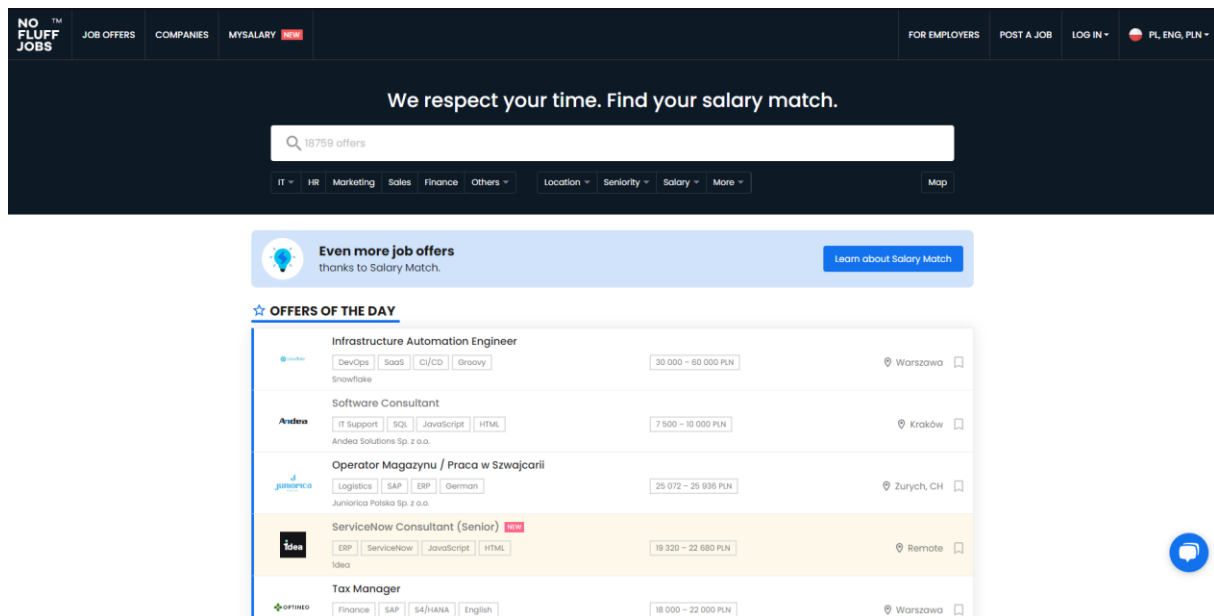 NO FLUFF JOBS ™
JOB OFFERS
COMPANIES
MYSALARY NEW
FOR EMPLOYERS
POST A JOB
LOG IN
PL, ENG, PLN
We respect your time. Find your salary match.
18759 offers
IT HR Marketing Sales Finance Others Location Seniority Salary More Map
Even more job offers
thanks to Salary Match.
Learn about Salary Match
OFFERS OF THE DAY
Infrastructure Automation Engineer
DevOps SaaS CI/CD Groovy 30 000 – 60 000 PLN Warszawa
Snowflake
Software Consultant
Andea
IT Support SQL JavaScript HTML 7 500 – 10 000 PLN Kraków
Andea Solutions Sp. z o.o.
Operator Magazynu / Praca w Szwajcarii
juniorica
Logistics SAP ERP German 25 072 – 25 936 PLN Zurych, CH
Juniorica Polska Sp. z o.o.
ServiceNow Consultant (Senior) NEW
idea
ERP ServiceNow JavaScript HTML 19 320 – 22 680 PLN Remote
idea
Tax Manager
OPTINEO
Finance SAP S4/HANA English 18 000 – 22 000 PLN Warszawa